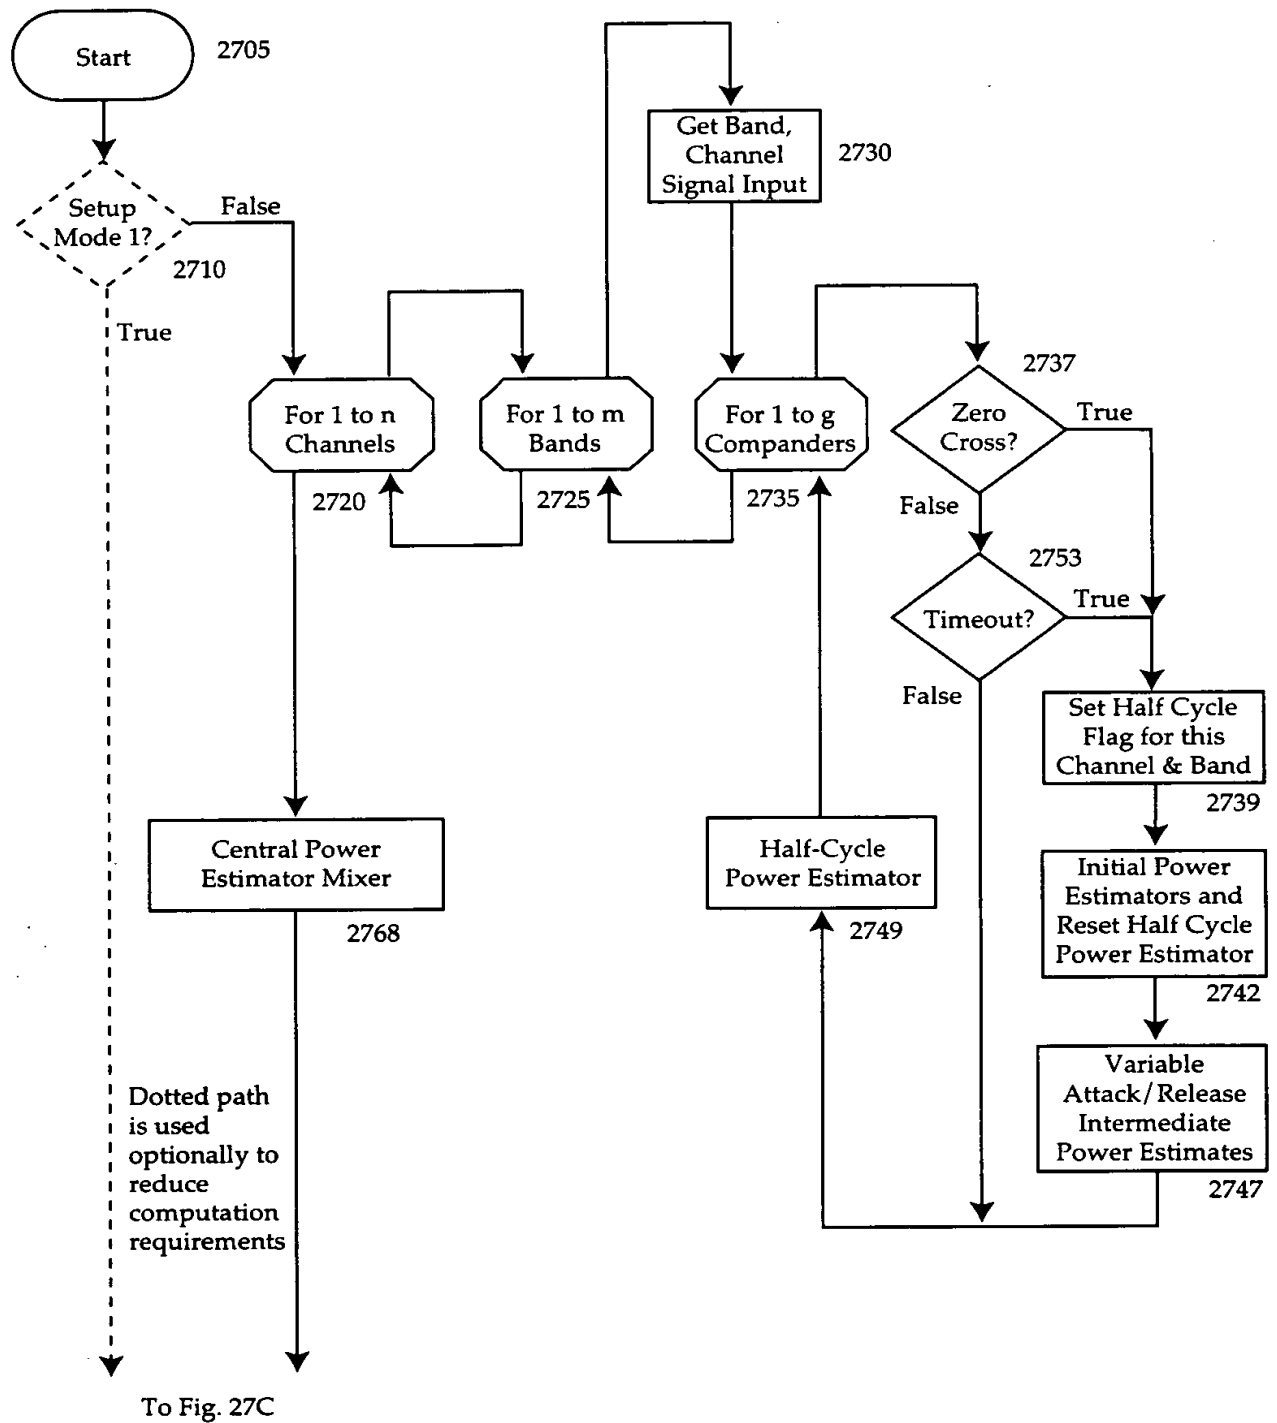 Start
2705
Setup
Mode 1?
2710
False
True
Get Band,
Channel
Signal Input
2730
For 1 to n
Channels
2720
For 1 to m
Bands
2725
For 1 to g
Companders
2735
2737
Zero
Cross?
True
False
2753
Timeout?
True
False
Set Half Cycle
Flag for this
Channel & Band
2739
Initial Power
Estimators and
Reset Half Cycle
Power Estimator
2742
Variable
Attack/Release
Intermediate
Power Estimates
2747
Half-Cycle
Power Estimator
2749
Central Power
Estimator Mixer
2768
Dotted path
is used
optionally to
reduce
computation
requirements
To Fig. 27C